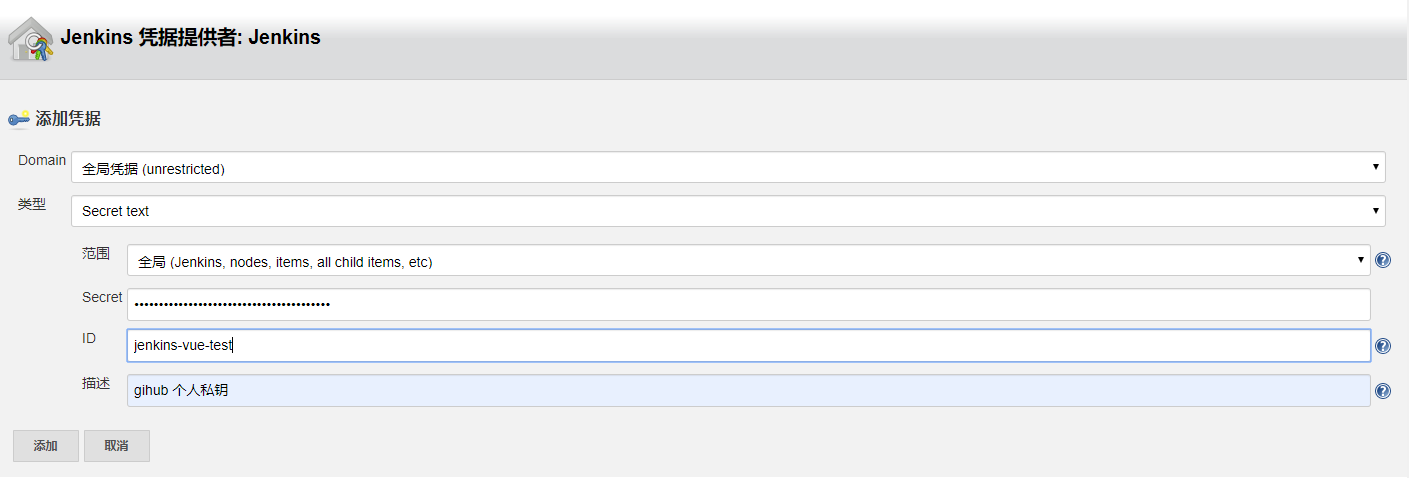 Jenkins 凭据提供者: Jenkins
添加凭据
Domain 全局凭据 (unrestricted)
类型 Secret text
范围 全局 (Jenkins, nodes, items, all child items, etc)
Secret ••••••••••••••••••••••••••••••••••••••••
ID jenkins-vue-test
描述 gihub 个人私钥
添加 取消